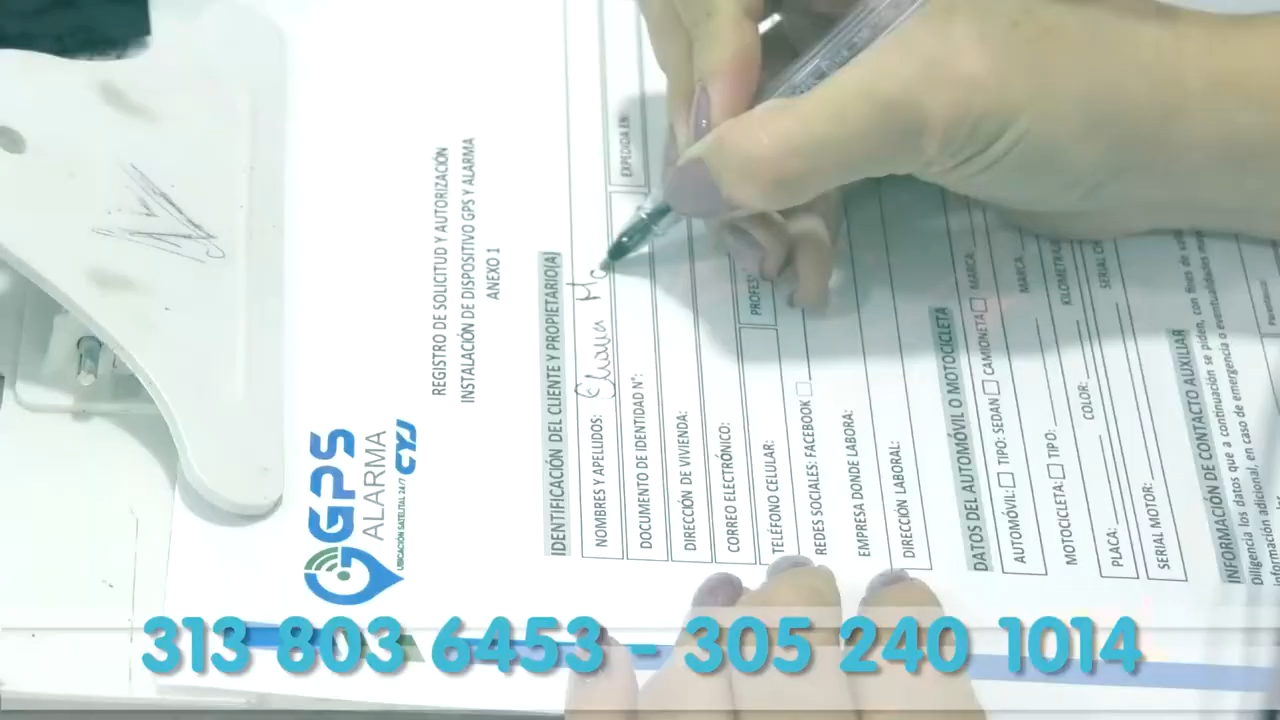 GPS
ALARMA
UBICACIÓN SATELITAL 24/7 CYJ
REGISTRO DE SOLICITUD Y AUTORIZACIÓN
INSTALACIÓN DE DISPOSITIVO GPS Y ALARMA
ANEXO 1
IDENTIFICACIÓN DEL CLIENTE Y PROPIETARIO(A)
NOMBRES Y APELLIDOS:
DOCUMENTO DE IDENTIDAD N°: EXPEDIDA EN:
DIRECCIÓN DE VIVIENDA:
CORREO ELECTRÓNICO:
TELÉFONO CELULAR: PROFES
REDES SOCIALES: FACEBOOK
EMPRESA DONDE LABORA:
DIRECCIÓN LABORAL:
DATOS DEL AUTOMÓVIL O MOTOCICLETA
AUTOMÓVIL: TIPO: SEDAN CAMIONETA MARCA:
MOTOCICLETA: TIPO: MARCA
PLACA: COLOR: KILOMETRA
SERIAL MOTOR: SERIAL CH
INFORMACIÓN DE CONTACTO AUXILIAR
Diligencia los datos que a continuación se piden, con fines de
información adicional, en caso de emergencia o eventualidades
Parentesco:
313 803 6453 - 305 240 1014